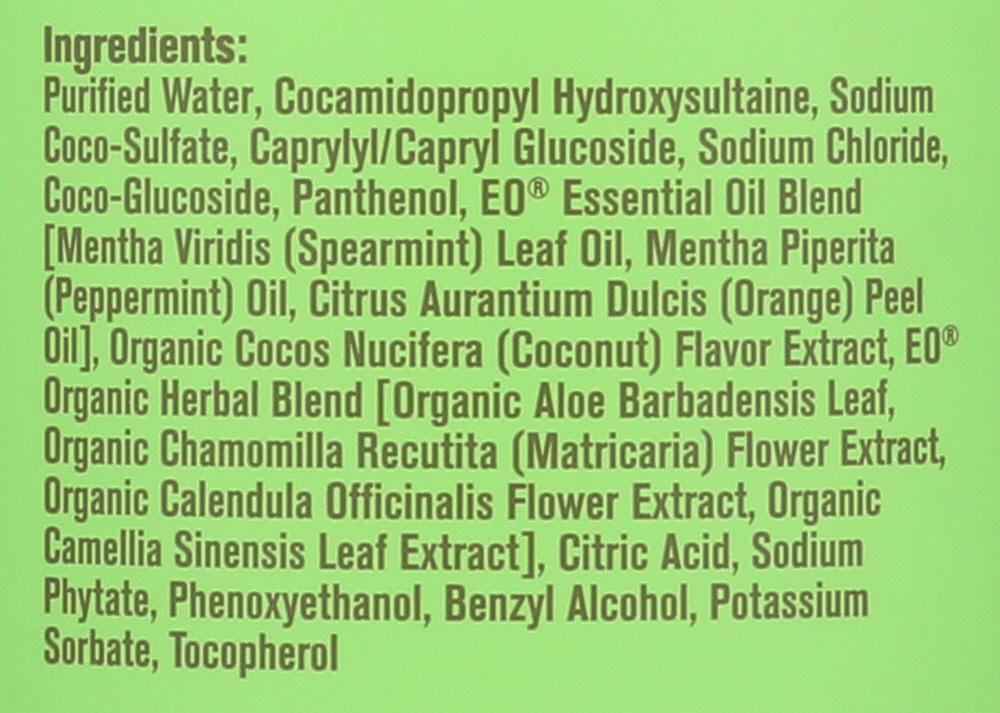 Ingredients:
Purified Water, Cocamidopropyl Hydroxysultaine, Sodium
Coco-Sulfate, Caprylyl/Capryl Glucoside, Sodium Chloride,
Coco-Glucoside, Panthenol, EO® Essential Oil Blend
[Mentha Viridis (Spearmint) Leaf Oil, Mentha Piperita
(Peppermint) Oil, Citrus Aurantium Dulcis (Orange) Peel
Oil], Organic Cocos Nucifera (Coconut) Flavor Extract, EO®
Organic Herbal Blend [Organic Aloe Barbadensis Leaf,
Organic Chamomilla Recutita (Matricaria) Flower Extract,
Organic Calendula Officinalis Flower Extract, Organic
Camellia Sinensis Leaf Extract], Citric Acid, Sodium
Phytate, Phenoxyethanol, Benzyl Alcohol, Potassium
Sorbate, Tocopherol